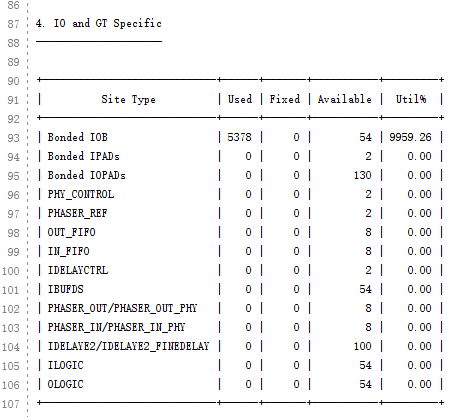 86
87 4. IO and GT Specific
88 ---------------------
89
90 +-----------------------------+------+-------+-----------+---------+
91 | Site Type | Used | Fixed | Available | Util% |
92 +-----------------------------+------+-------+-----------+---------+
93 | Bonded IOB | 5378 | 0 | 54 | 9959.26 |
94 | Bonded IPADs | 0 | 0 | 2 | 0.00 |
95 | Bonded IOPADs | 0 | 0 | 130 | 0.00 |
96 | PHY_CONTROL | 0 | 0 | 2 | 0.00 |
97 | PHASER_REF | 0 | 0 | 2 | 0.00 |
98 | OUT_FIFO | 0 | 0 | 8 | 0.00 |
99 | IN_FIFO | 0 | 0 | 8 | 0.00 |
100 | IDELAYCTRL | 0 | 0 | 2 | 0.00 |
101 | IBUFDS | 0 | 0 | 54 | 0.00 |
102 | PHASER_OUT/PHASER_OUT_PHY | 0 | 0 | 8 | 0.00 |
103 | PHASER_IN/PHASER_IN_PHY | 0 | 0 | 8 | 0.00 |
104 | IDELAYE2/IDELAYE2_FINEDELAY | 0 | 0 | 100 | 0.00 |
105 | ILOGIC | 0 | 0 | 54 | 0.00 |
106 | OLOGIC | 0 | 0 | 54 | 0.00 |
107 +-----------------------------+------+-------+-----------+---------+